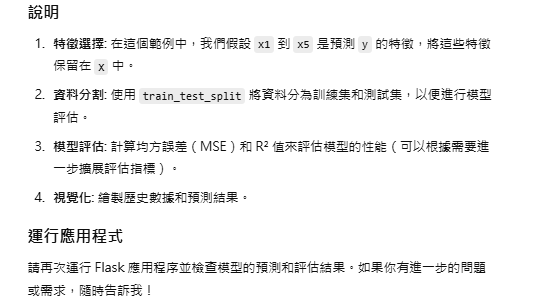 說明
1. 特徵選擇: 在這個範例中，我們假設 x1 到 x5 是預測 y 的特徵，將這些特徵
保留在 x 中。
2. 資料分割: 使用 train_test_split 將資料分為訓練集和測試集，以便進行模型
評估。
3. 模型評估: 計算均方誤差（MSE）和 R² 值來評估模型的性能（可以根據需要進
一步擴展評估指標）。
4. 視覺化: 繪製歷史數據和預測結果。
運行應用程式
請再次運行 Flask 應用程序並檢查模型的預測和評估結果。如果你有進一步的問題
或需求，隨時告訴我！